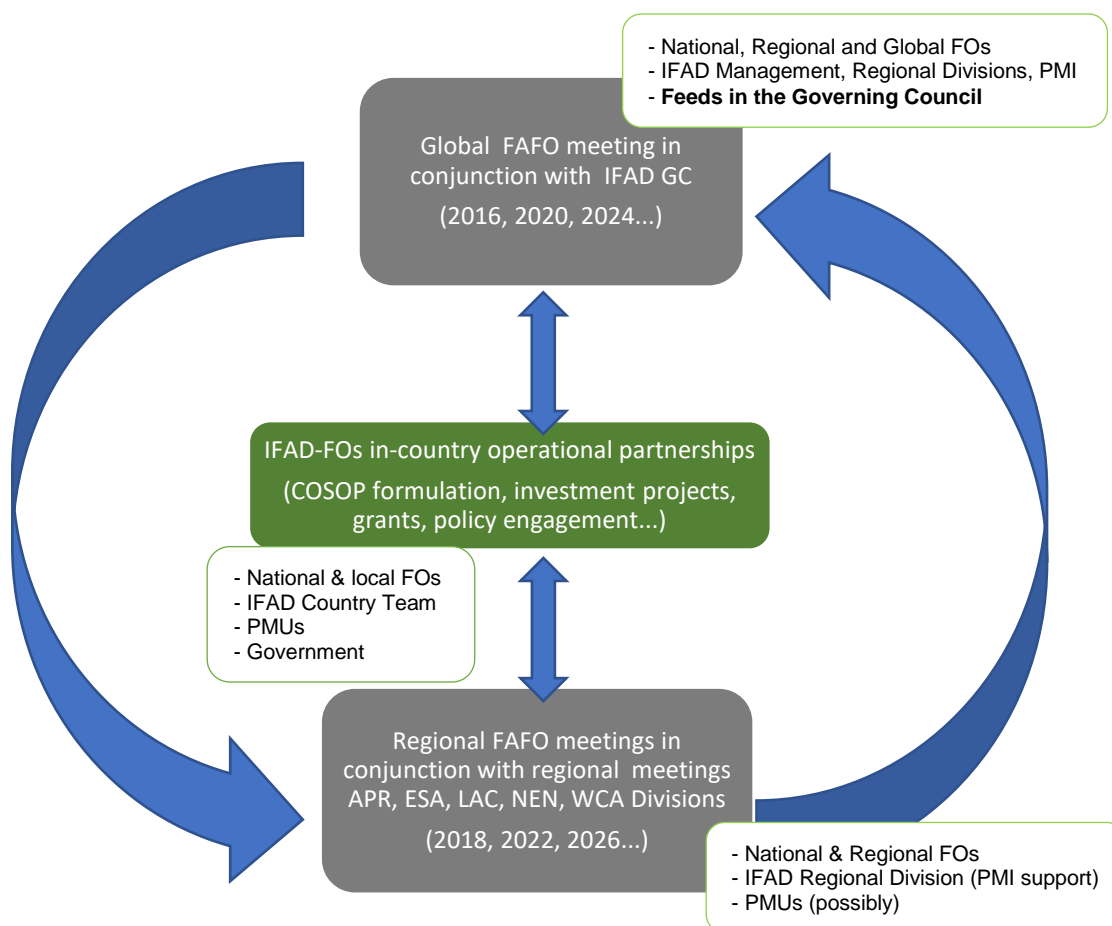 - National, Regional and Global FOs
- IFAD Management, Regional Divisions, PMI
- Feeds in the Governing Council
Global FAFO meeting in
conjunction with IFAD GC
(2016, 2020, 2024...)
IFAD-FOs in-country operational partnerships
(COSOP formulation, investment projects,
grants, policy engagement...)
- National & local FOs
- IFAD Country Team
- PMUs
- Government
Regional FAFO meetings in
conjunction with regional meetings
APR, ESA, LAC, NEN, WCA Divisions
(2018, 2022, 2026...)
- National & Regional FOs
- IFAD Regional Division (PMI support)
- PMUs (possibly)